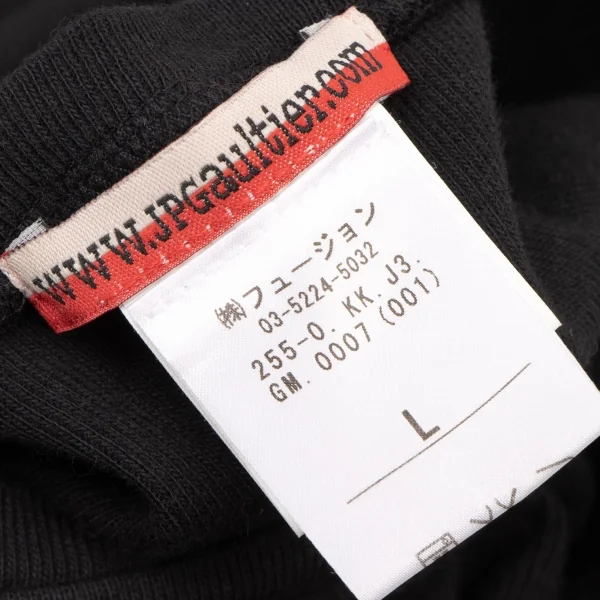 www.JPGaultier.com
㈱フュージョン
03-5224-5032
255-0. KK. J3.
GM. 0007 (001)
L